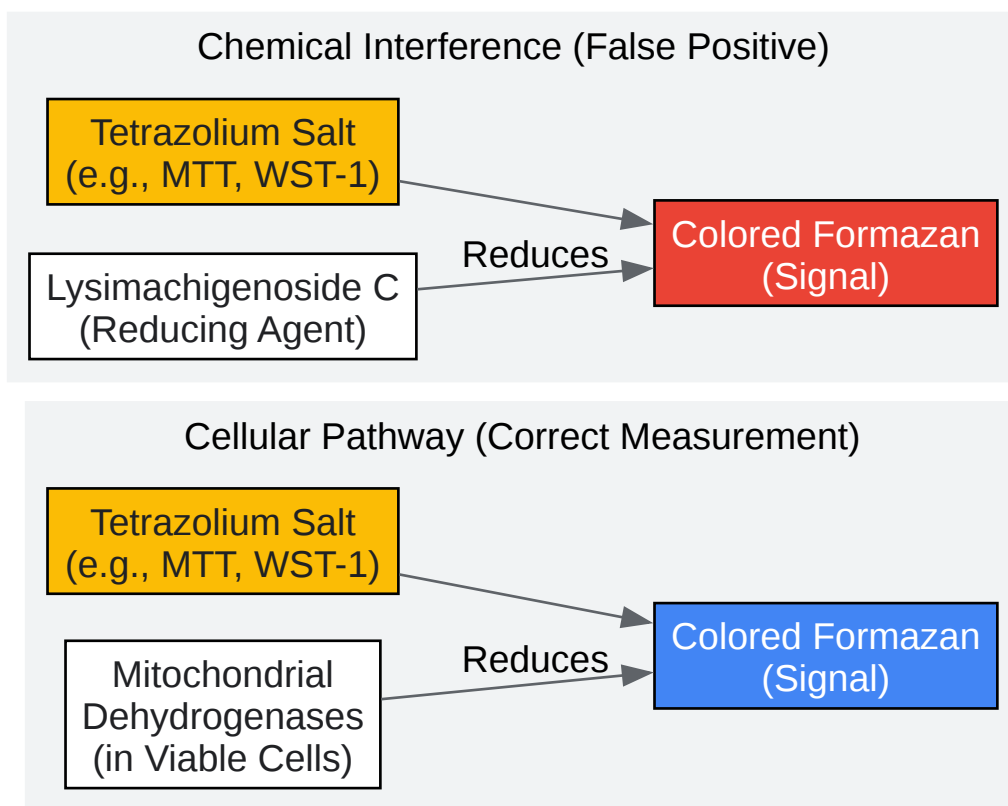 Chemical Interference (False Positive)
Tetrazolium Salt
(e.g., MTT, WST-1)
Reduces
Colored Formazan
(Signal)
Lysimachigenoside C
(Reducing Agent)
Cellular Pathway (Correct Measurement)
Tetrazolium Salt
(e.g., MTT, WST-1)
Reduces
Colored Formazan
(Signal)
Mitochondrial
Dehydrogenases
(in Viable Cells)